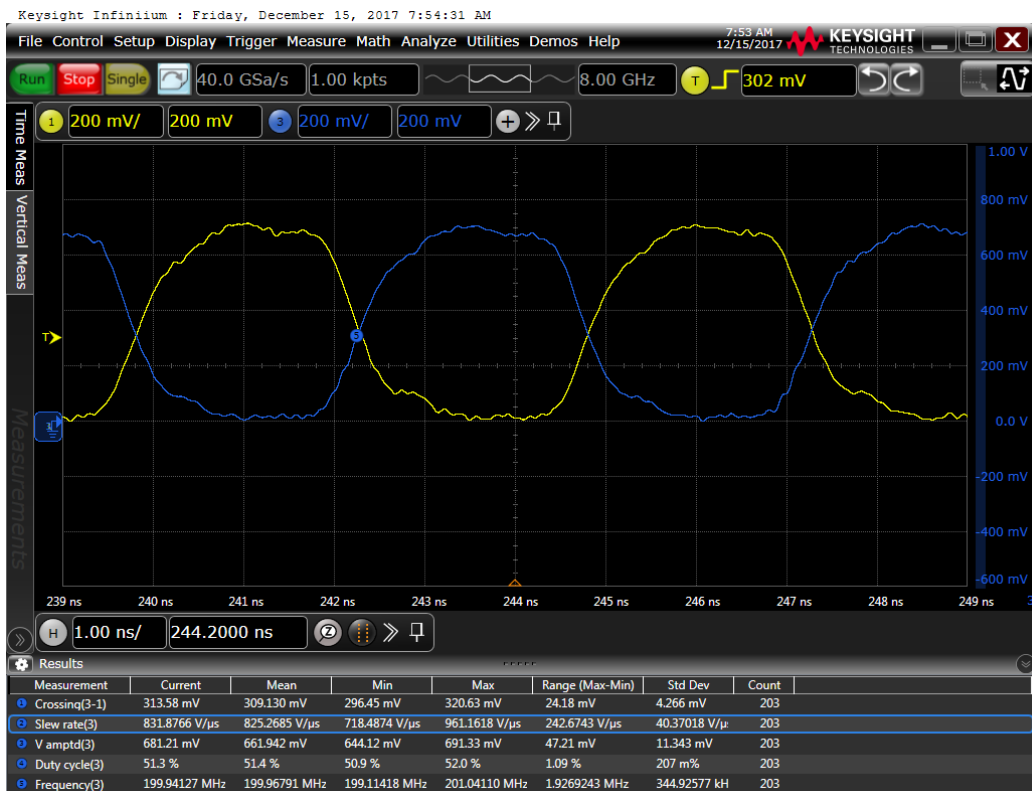 Keysight Infiniium : Friday, December 15, 2017 7:54:31 AM
File Control Setup Display Trigger Measure Math Analyze Utilities Demos Help
7:53 AM
12/15/2017
KEYSIGHT
TECHNOLOGIES
Run Stop Single 40.0 GSa/s 1.00 kpts 8.00 GHz T 302 mV
1 200 mV/ 200 mV 3 200 mV/ 200 mV
Time Meas
Vertical Meas
Measurements
1.00 V
800 mV
600 mV
400 mV
200 mV
0.0 V
-200 mV
-400 mV
-600 mV
T
5
239 ns 240 ns 241 ns 242 ns 243 ns 244 ns 245 ns 246 ns 247 ns 248 ns 249 ns
H 1.00 ns/ 244.2000 ns
Results
Measurement Current Mean Min Max Range (Max-Min) Std Dev Count
1 Crossing(3-1) 313.58 mV 309.130 mV 296.45 mV 320.63 mV 24.18 mV 4.266 mV 203
2 Slew rate(3) 831.8766 V/µs 825.2685 V/µs 718.4874 V/µs 961.1618 V/µs 242.6743 V/µs 40.37018 V/µ 203
3 V amptd(3) 681.21 mV 661.942 mV 644.12 mV 691.33 mV 47.21 mV 11.343 mV 203
4 Duty cycle(3) 51.3 % 51.4 % 50.9 % 52.0 % 1.09 % 207 m% 203
5 Frequency(3) 199.94127 MHz 199.96791 MHz 199.11418 MHz 201.04110 MHz 1.9269243 MHz 344.92577 kH 203